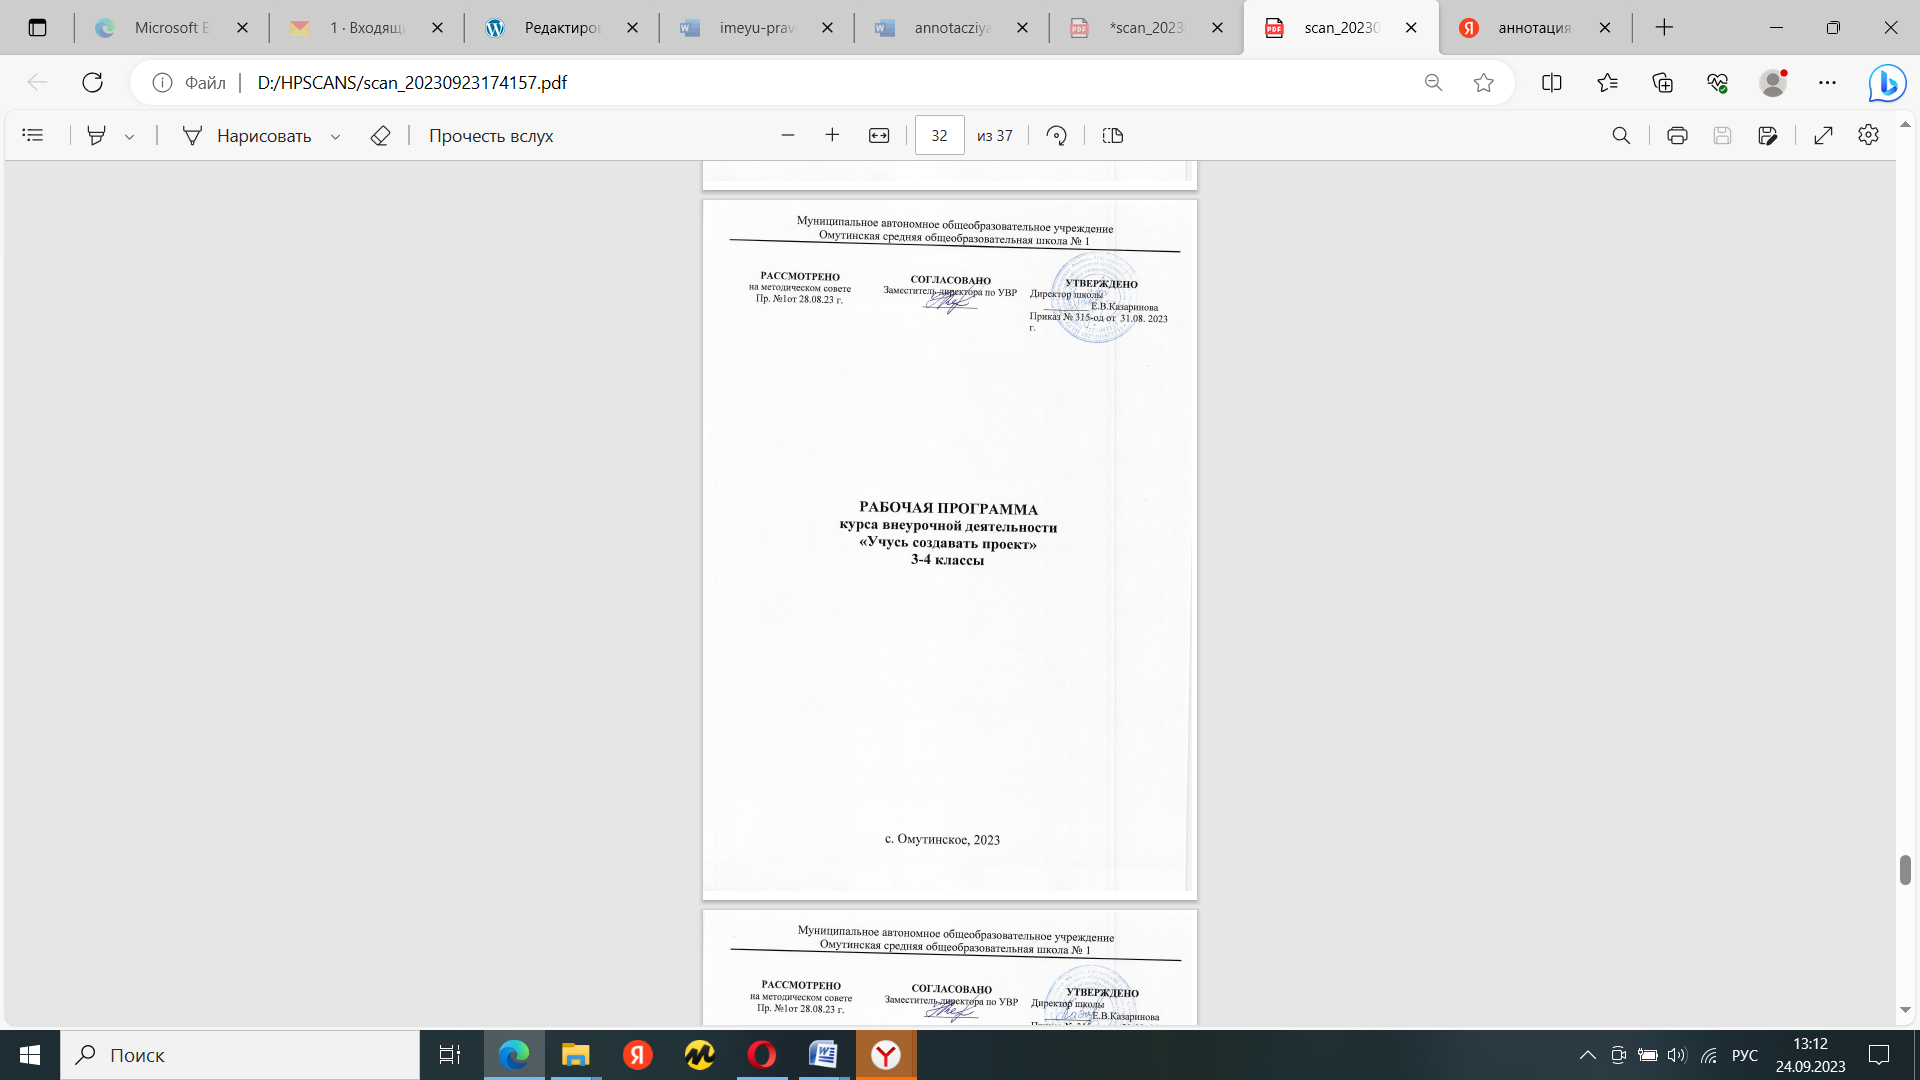 Microsoft E
1 · Входящи
Редактиров
imeyu-prav
annotacziya
*scan_2023
scan_20230
аннотация
Файл
D:/HPSCANS/scan_20230923174157.pdf
Нарисовать
Прочесть вслух
32
из 37
Муниципальное автономное общеобразовательное учреждение
Омутинская средняя общеобразовательная школа № 1
РАССМОТРЕНО
на методическом совете
Пр. №1от 28.08.23 г.
СОГЛАСОВАНО
Заместитель директора по УВР
УТВЕРЖДЕНО
Директор школы
Е.В.Казаринова
Приказ № 315-од от 31.08. 2023
г.
РАБОЧАЯ ПРОГРАММА
курса внеурочной деятельности
«Учусь создавать проект»
3-4 классы
с. Омутинское, 2023
Муниципальное автономное общеобразовательное учреждение
Омутинская средняя общеобразовательная школа № 1
РАССМОТРЕНО
на методическом совете
Пр. №1от 28.08.23 г.
СОГЛАСОВАНО
Заместитель директора по УВР
УТВЕРЖДЕНО
Директор школы
Е.В.Казаринова
Поиск
РУС
13:12
24.09.2023